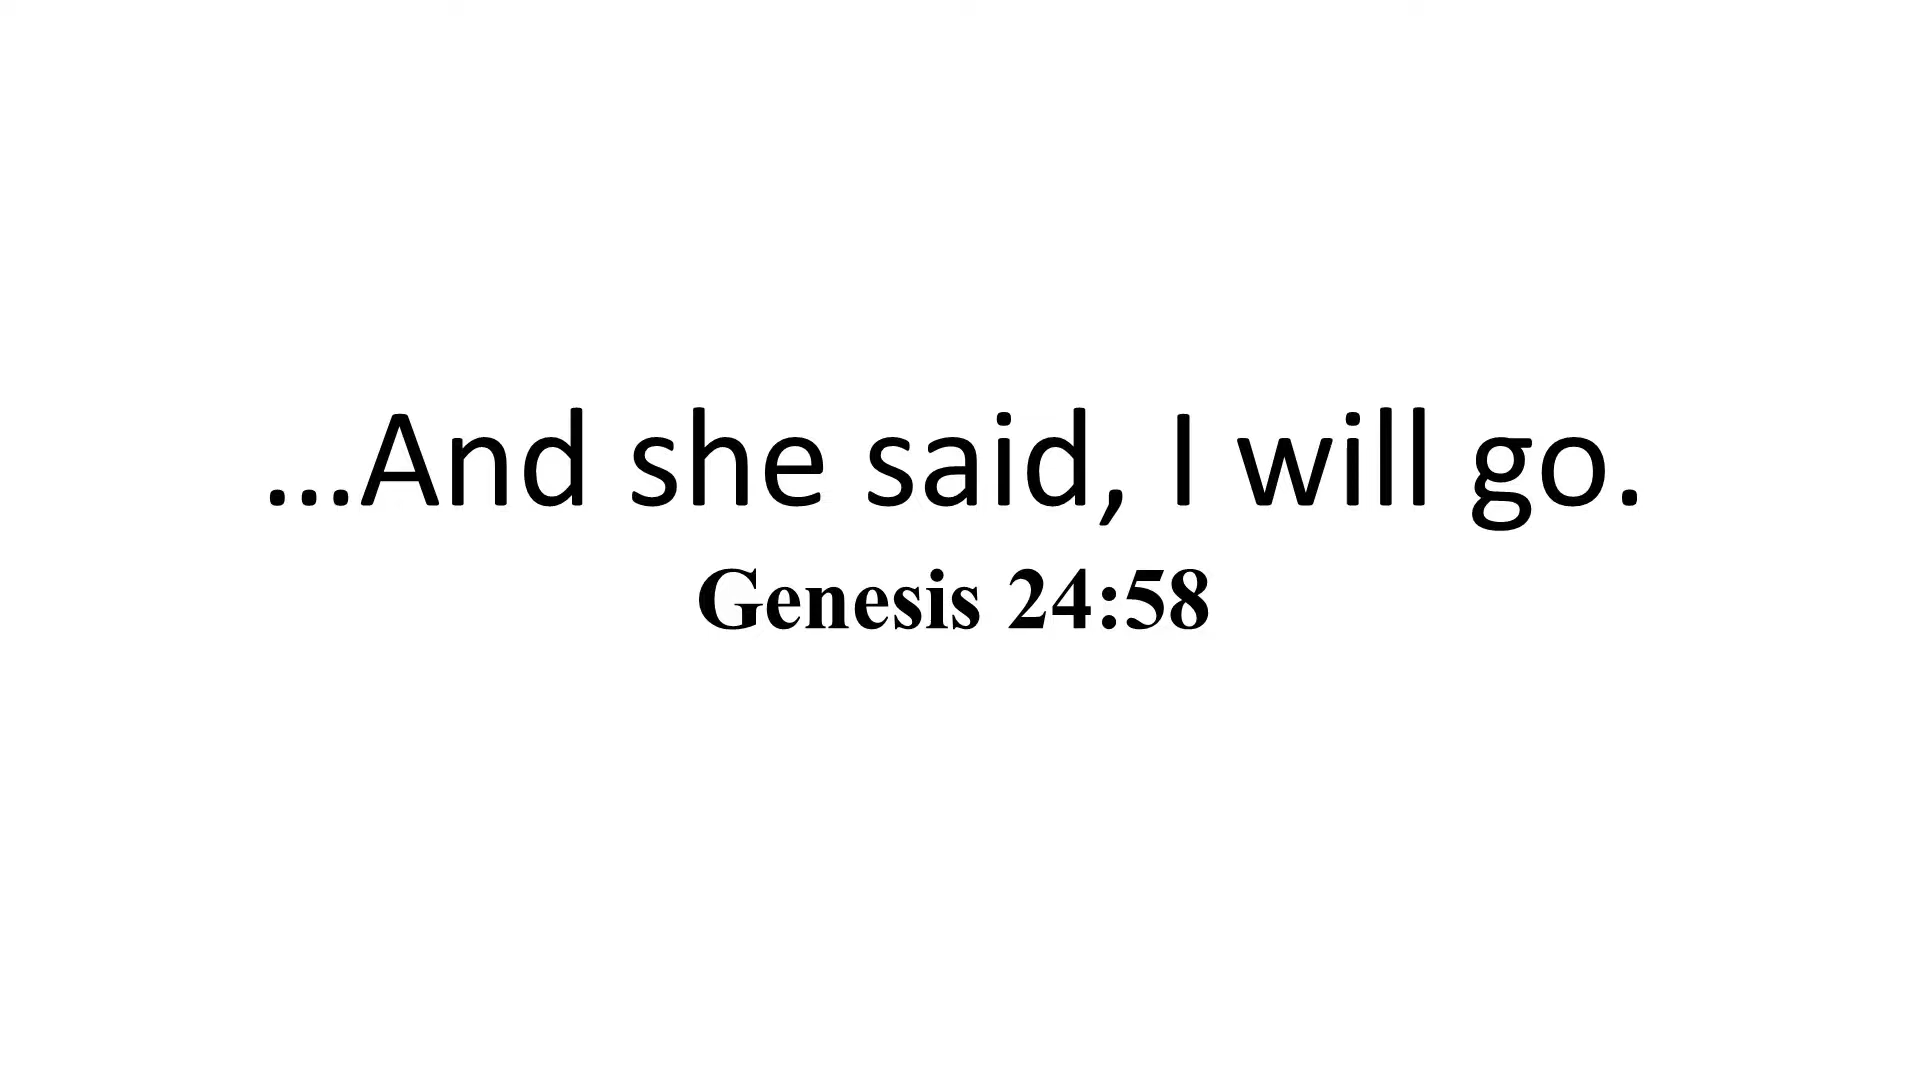 …And she said, I will go.
Genesis 24:58